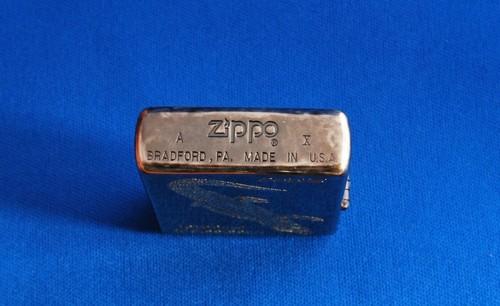 A Zippo ® X
BRADFORD, PA. MADE IN U.S.A.